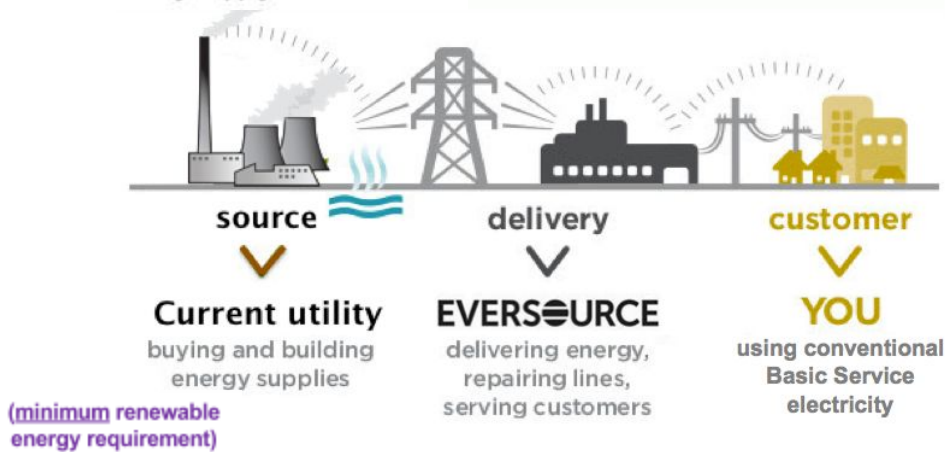 source
delivery
customer
Current utility
EVERSOURCE
YOU
buying and building
energy supplies
delivering energy,
repairing lines,
serving customers
using conventional
Basic Service
electricity
(minimum renewable
energy requirement)